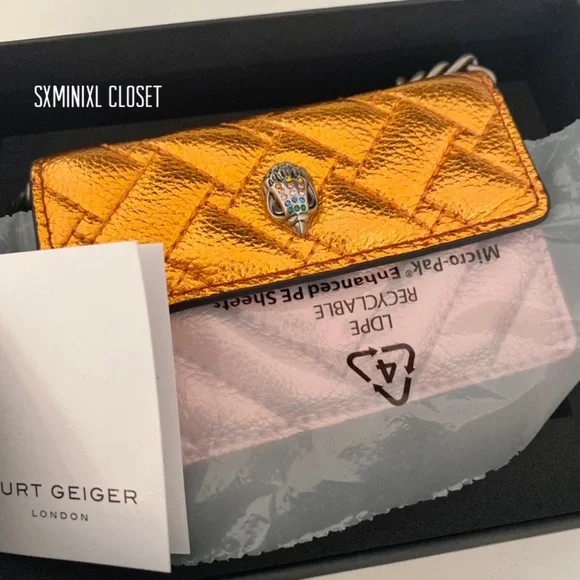 SXMINIXL CLOSET
Micro-Pak® Enhanced PE Sheets
RECYCLABLE
LDPE
4
URT GEIGER
LONDON